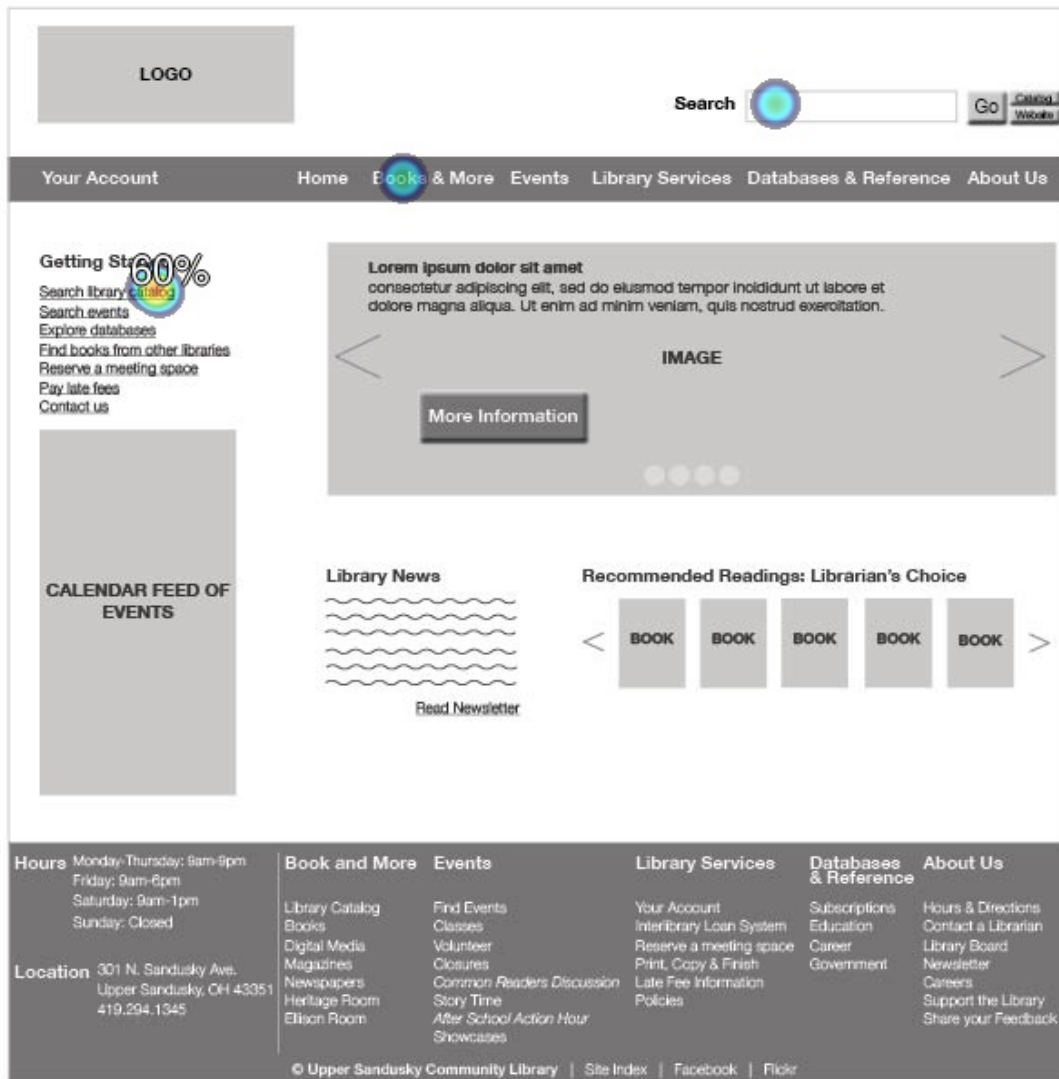 LOGO
Search
Go
Catalog
Website
Your Account
Home
Books & More
Events
Library Services
Databases & Reference
About Us
Getting Started
60%
Search library catalog
Search events
Explore databases
Find books from other libraries
Reserve a meeting space
Pay late fees
Contact us
Lorem ipsum dolor sit amet
consectetur adipiscing elit, sed do eiusmod tempor incididunt ut labore et
dolore magna aliqua. Ut enim ad minim veniam, quis nostrud exercitation.
IMAGE
More Information
CALENDAR FEED OF
EVENTS
Library News
Read Newsletter
Recommended Readings: Librarian's Choice
BOOK
BOOK
BOOK
BOOK
BOOK
Hours
Monday-Thursday: 9am-9pm
Friday: 9am-6pm
Saturday: 9am-1pm
Sunday: Closed
Location
301 N. Sandusky Ave.
Upper Sandusky, OH 43351
419.294.1345
Book and More
Library Catalog
Books
Digital Media
Magazines
Newspapers
Heritage Room
Ellison Room
Events
Find Events
Classes
Volunteer
Closures
Common Readers Discussion
Story Time
After School Action Hour
Showcases
Library Services
Your Account
Interlibrary Loan System
Reserve a meeting space
Print, Copy & Finish
Late Fee Information
Policies
Databases
& Reference
Subscriptions
Education
Career
Government
About Us
Hours & Directions
Contact a Librarian
Library Board
Newsletter
Careers
Support the Library
Share your Feedback
© Upper Sandusky Community Library | Site Index | Facebook | Flickr